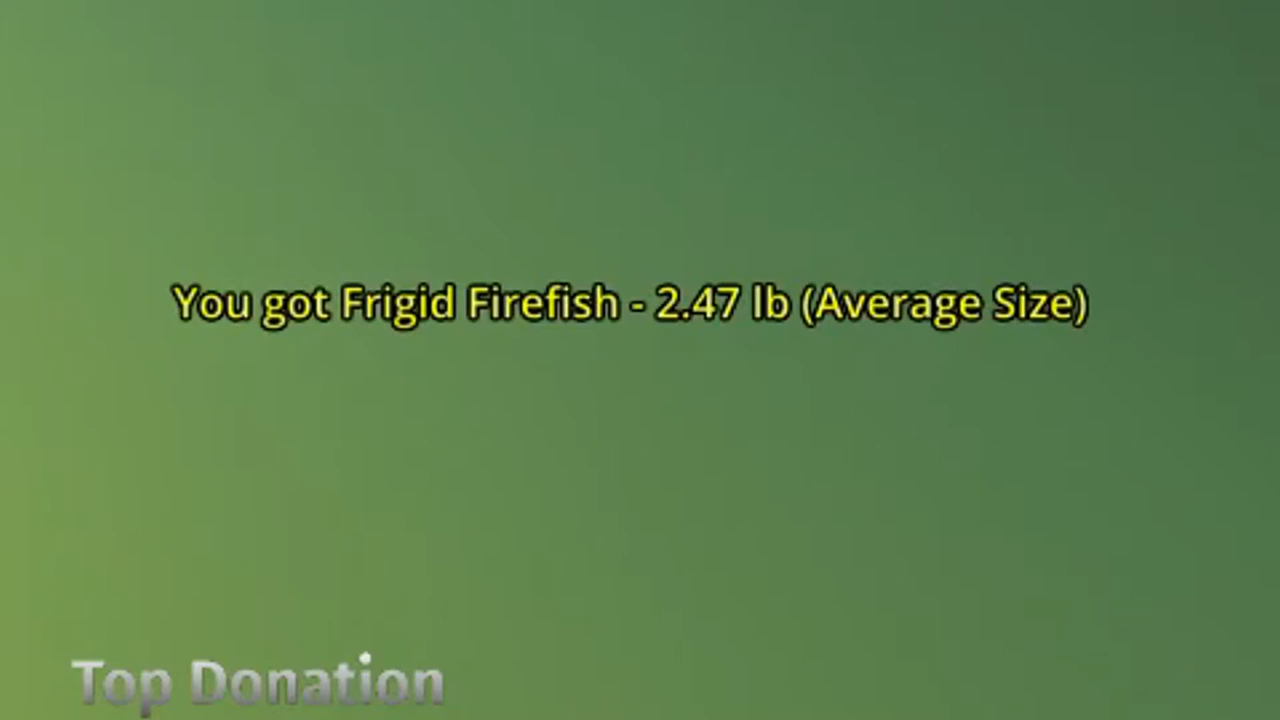 You got Frigid Firefish - 2.47 lb (Average Size)
Top Donation